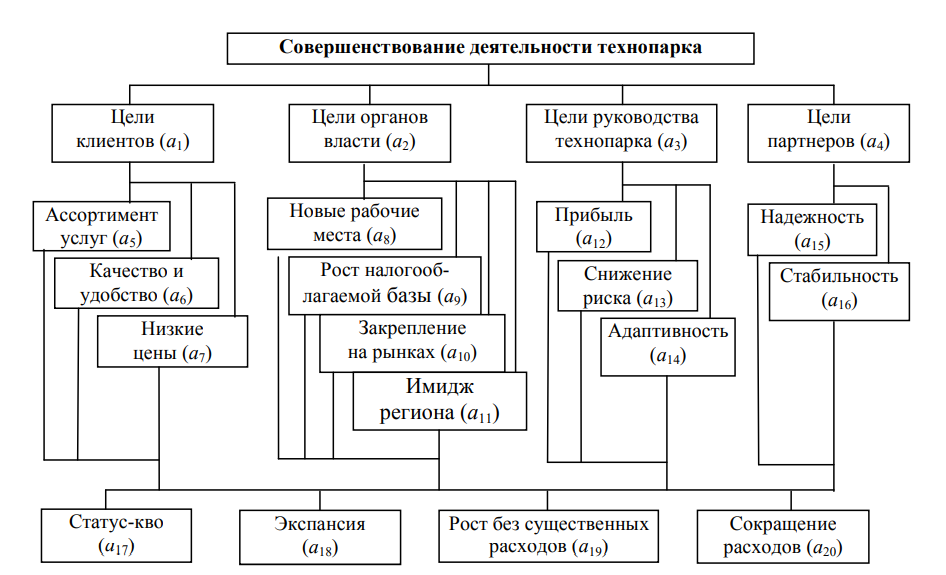 Совершенствование деятельности технопарка
Цели
клиентов (a1)
Цели органов
власти (a2)
Цели руководства
технопарка (a3)
Цели
партнеров (a4)
Ассортимент
услуг (a5)
Качество и
удобство (a6)
Низкие
цены (a7)
Новые рабочие
места (a8)
Рост налогооб-
лагаемой базы (a9)
Закрепление
на рынках (a10)
Имидж
региона (a11)
Прибыль
(a12)
Снижение
риска (a13)
Адаптивность
(a14)
Надежность
(a15)
Стабильность
(a16)
Статус-кво
(a17)
Экспансия
(a18)
Рост без существенных
расходов (a19)
Сокращение
расходов (a20)